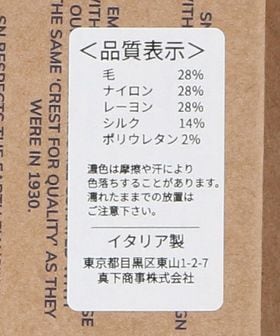 ＜品質表示＞
毛 28%
ナイロン 28%
レーヨン 28%
シルク 14%
ポリウレタン 2%
濃色は摩擦や汗により
色落ちすることがあります。
濡れたままでの放置は
ご注意下さい。
イタリア製
東京都目黒区東山1-2-7
真下商事株式会社
THE SAME 'CREST FOR QUALITY' AS THEY
WERE IN 1930.